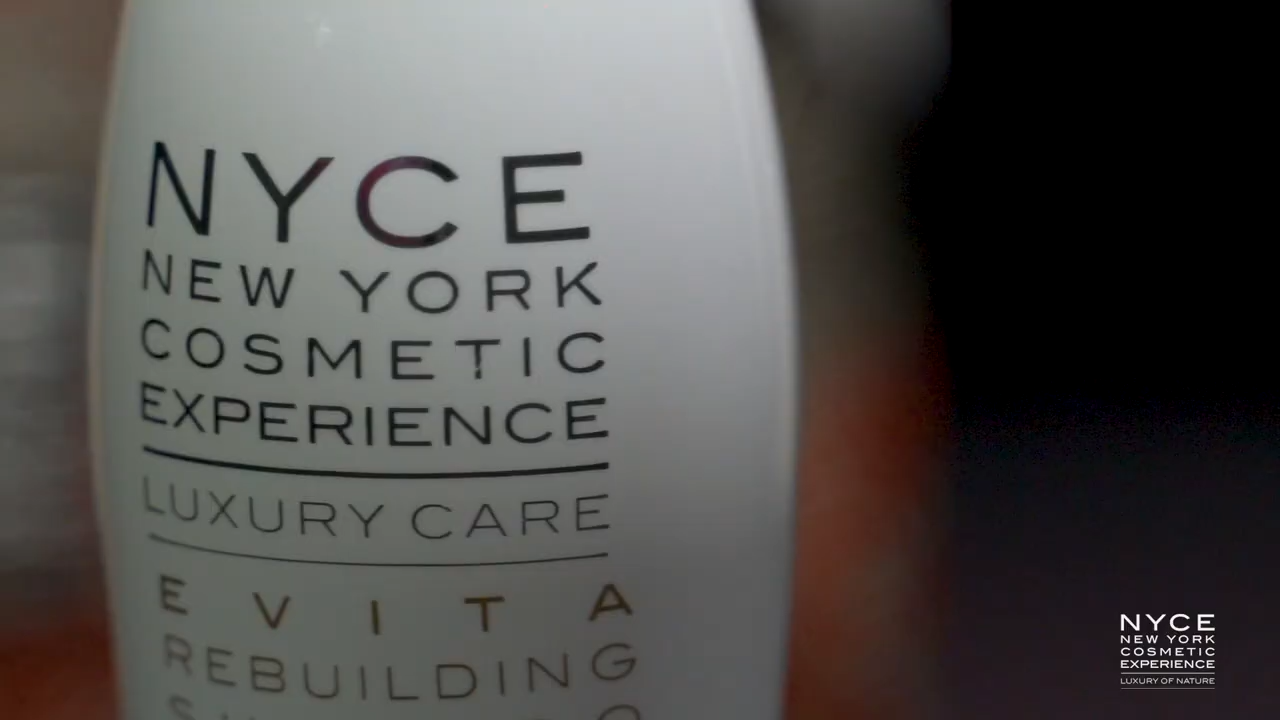 NYCE
NEW YORK
COSMETIC
EXPERIENCE
LUXURY CARE
EVITA
REBUILDING
NYCE
NEW YORK
COSMETIC
EXPERIENCE
LUXURY OF NATURE